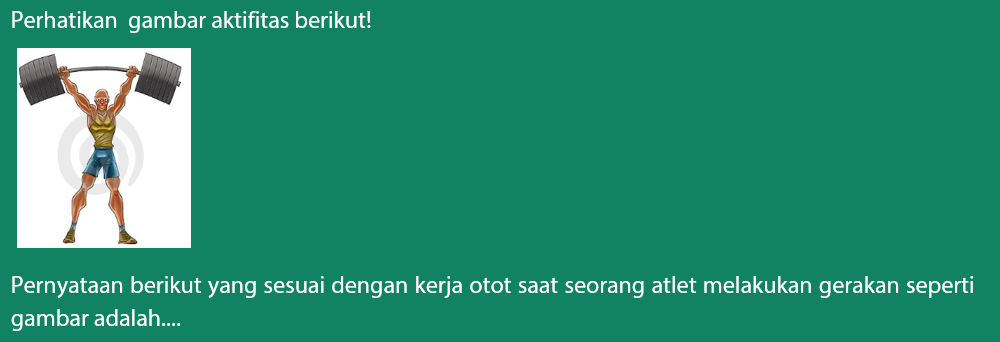 Perhatikan  gambar aktifitas berikut!
Pernyataan berikut yang sesuai dengan kerja otot saat seorang atlet melakukan gerakan seperti
gambar adalah....